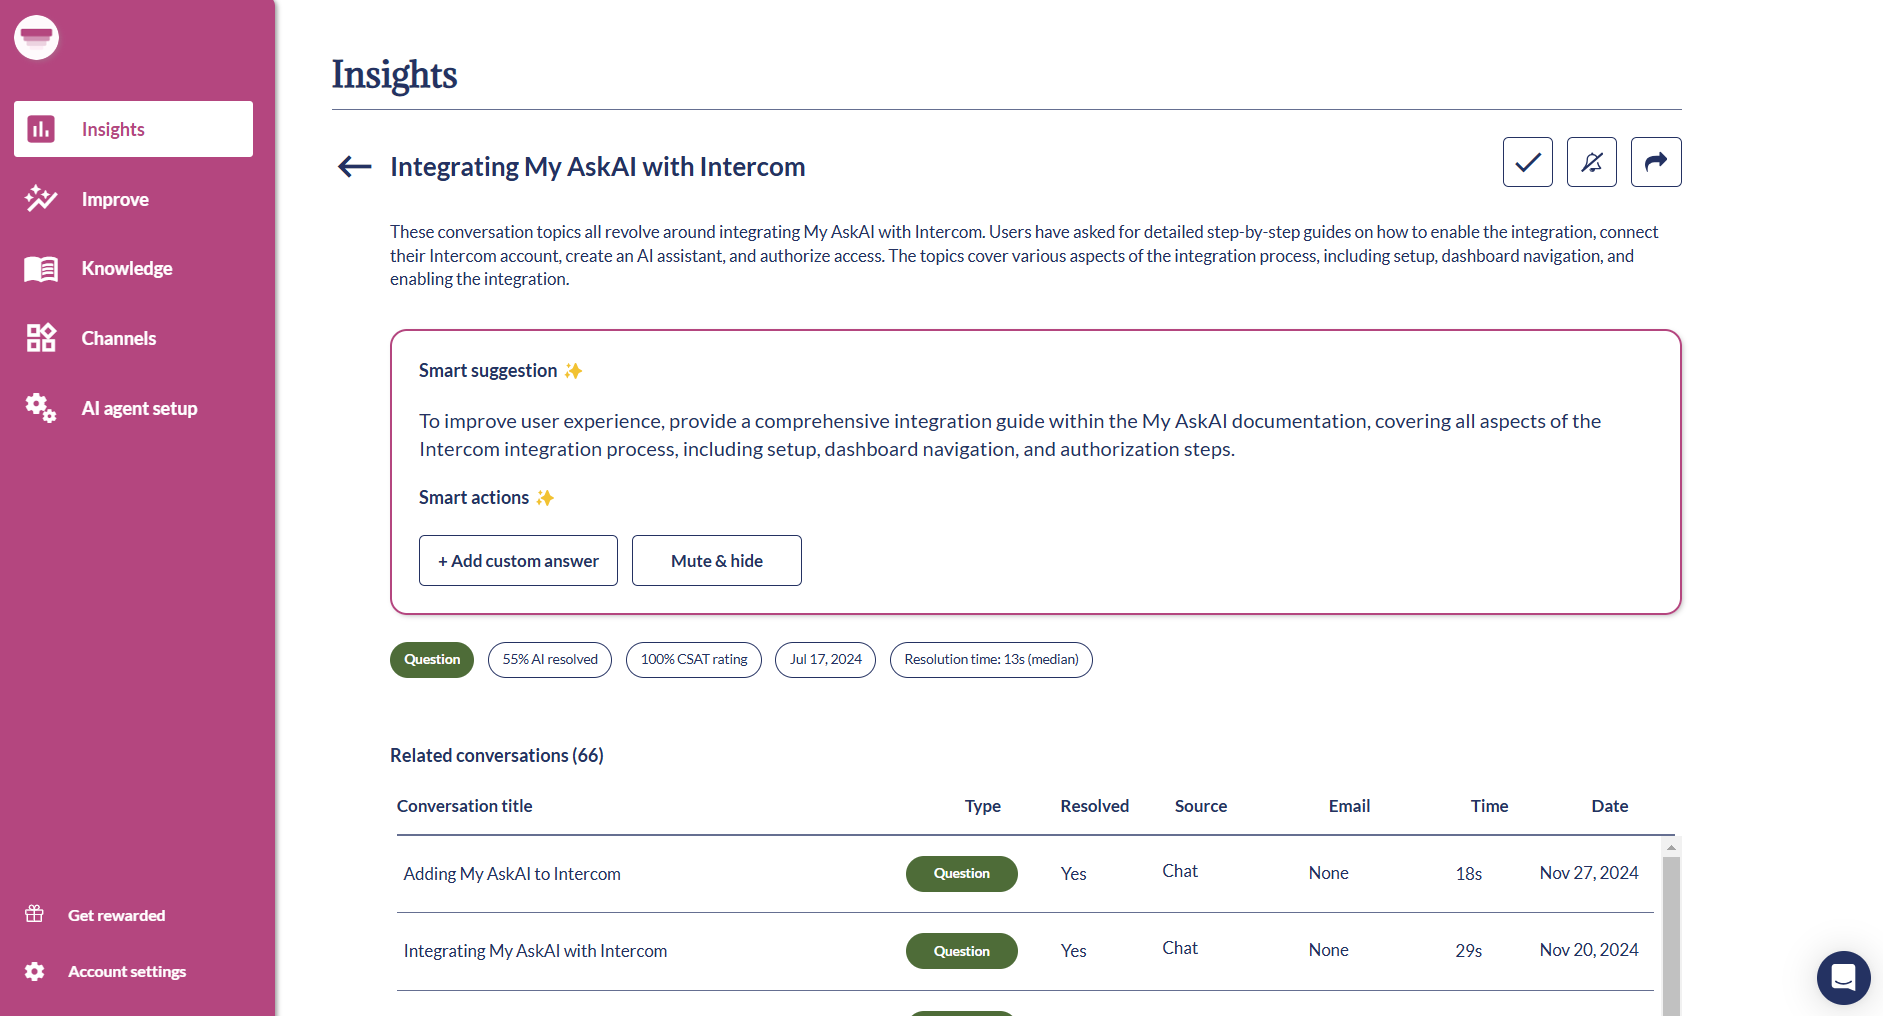 Insights
Improve
Knowledge
Channels
AI agent setup
Get rewarded
Account settings
Insights
Integrating My AskAI with Intercom
These conversation topics all revolve around integrating My AskAI with Intercom. Users have asked for detailed step-by-step guides on how to enable the integration, connect
their Intercom account, create an AI assistant, and authorize access. The topics cover various aspects of the integration process, including setup, dashboard navigation, and
enabling the integration.
Smart suggestion ✨
To improve user experience, provide a comprehensive integration guide within the My AskAI documentation, covering all aspects of the
Intercom integration process, including setup, dashboard navigation, and authorization steps.
Smart actions ✨
+ Add custom answer Mute & hide
Question 55% AI resolved 100% CSAT rating Jul 17, 2024 Resolution time: 13s (median)
Related conversations (66)
Conversation title Type Resolved Source Email Time Date
Adding My AskAI to Intercom Question Yes Chat None 18s Nov 27, 2024
Integrating My AskAI with Intercom Question Yes Chat None 29s Nov 20, 2024